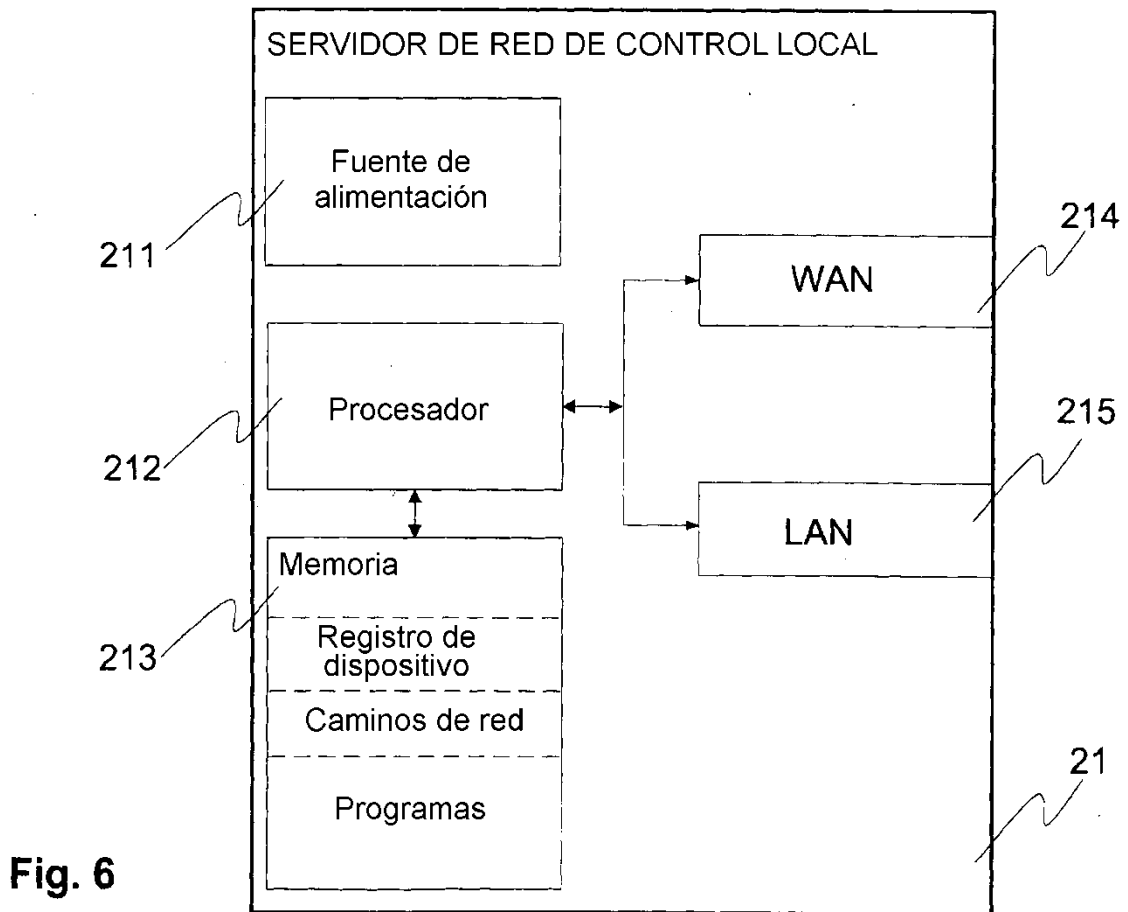 SERVIDOR DE RED DE CONTROL LOCAL
Fuente de
alimentación
211
214
WAN
Procesador
212
215
LAN
Memoria
213
Registro de
dispositivo
Caminos de red
Programas
21
Fig. 6